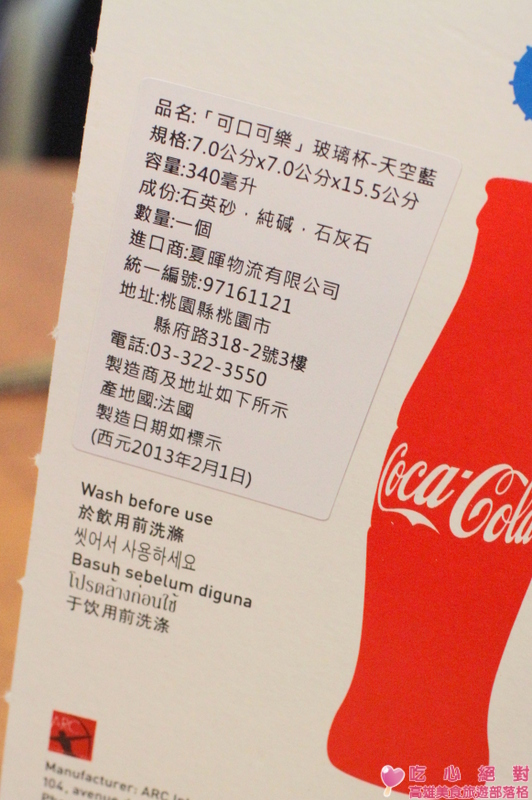 品名:「可口可樂」玻璃杯-天空藍
規格:7.0公分x7.0公分x15.5公分
容量:340毫升
成份:石英砂．純碱．石灰石
數量:一個
進口商:夏暉物流有限公司
統一編號:97161121
地址:桃園縣桃園市
縣府路318-2號3樓
電話:03-322-3550
製造商及地址如下所示
產地國:法國
製造日期如標示
(西元2013年2月1日)
Wash before use
於飲用前洗滌
씻어서 사용하세요
Basuh sebelum diguna
โปรดล้างก่อนใช้
于饮用前洗涤
Coca-Cola
ARC
Manufacturer: ARC
104, avenue
吃心絕對
高雄美食旅遊部落格